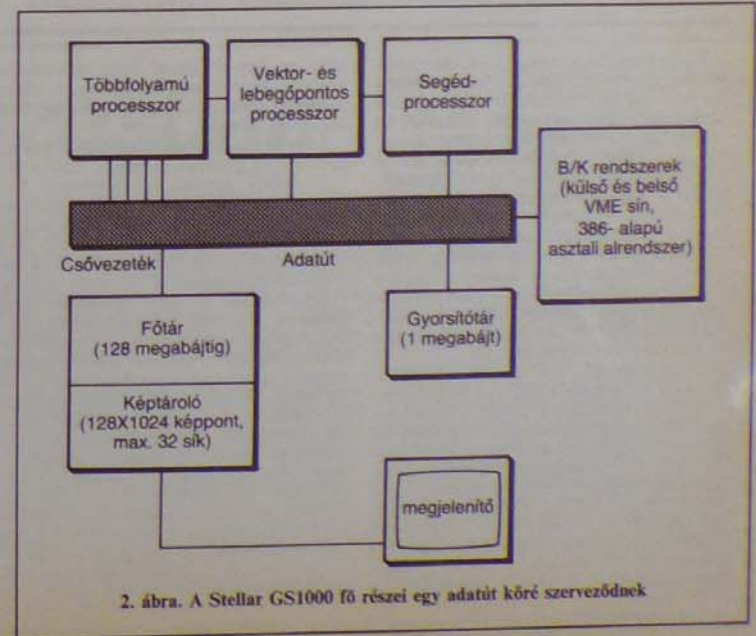 Többfolyamú
processzor
Vektor- és
lebegőpontos
processzor
Segéd-
processzor
B/K rendszerek
(külső és belső
VME sín,
386- alapú
asztali alrendszer)
Csővezeték
Adatút
Főtár
(128 megabájtig)
Gyorsítótár
(1 megabájt)
Képtároló
(128X1024 képpont,
max. 32 sík)
megjelenítő
2. ábra. A Stellar GS1000 fő részei egy adatút köré szerveződnek